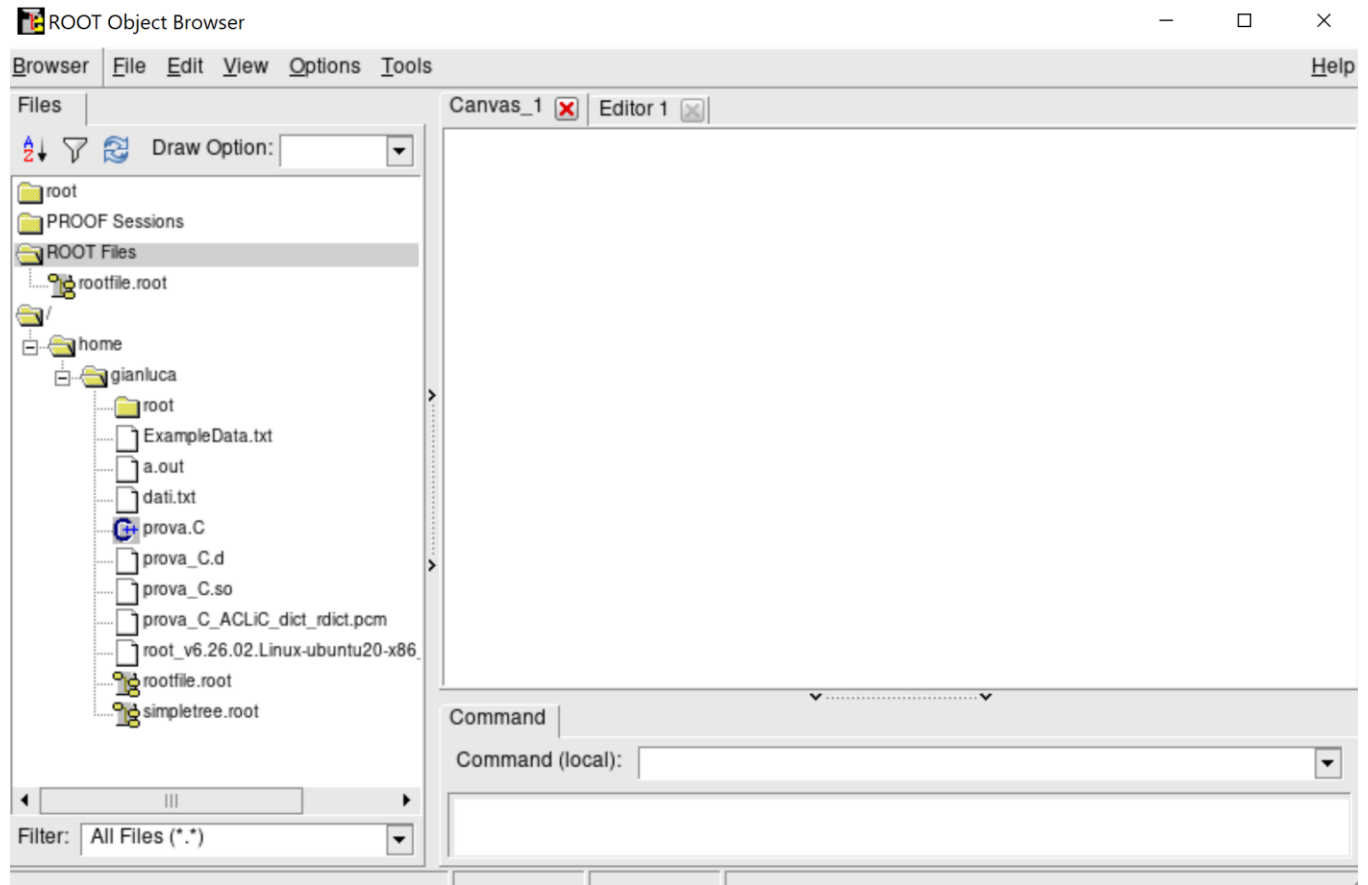 ROOT Object Browser
Browser File Edit View Options Tools Help
Files
Draw Option:
root
PROOF Sessions
ROOT Files
rootfile.root
/
home
gianluca
root
ExampleData.txt
a.out
dati.txt
prova.C
prova_C.d
prova_C.so
prova_C_ACLiC_dict_rdict.pcm
root_v6.26.02.Linux-ubuntu20-x86_
rootfile.root
simpletree.root
Filter: All Files (*.*)
Canvas_1 Editor 1
Command
Command (local):